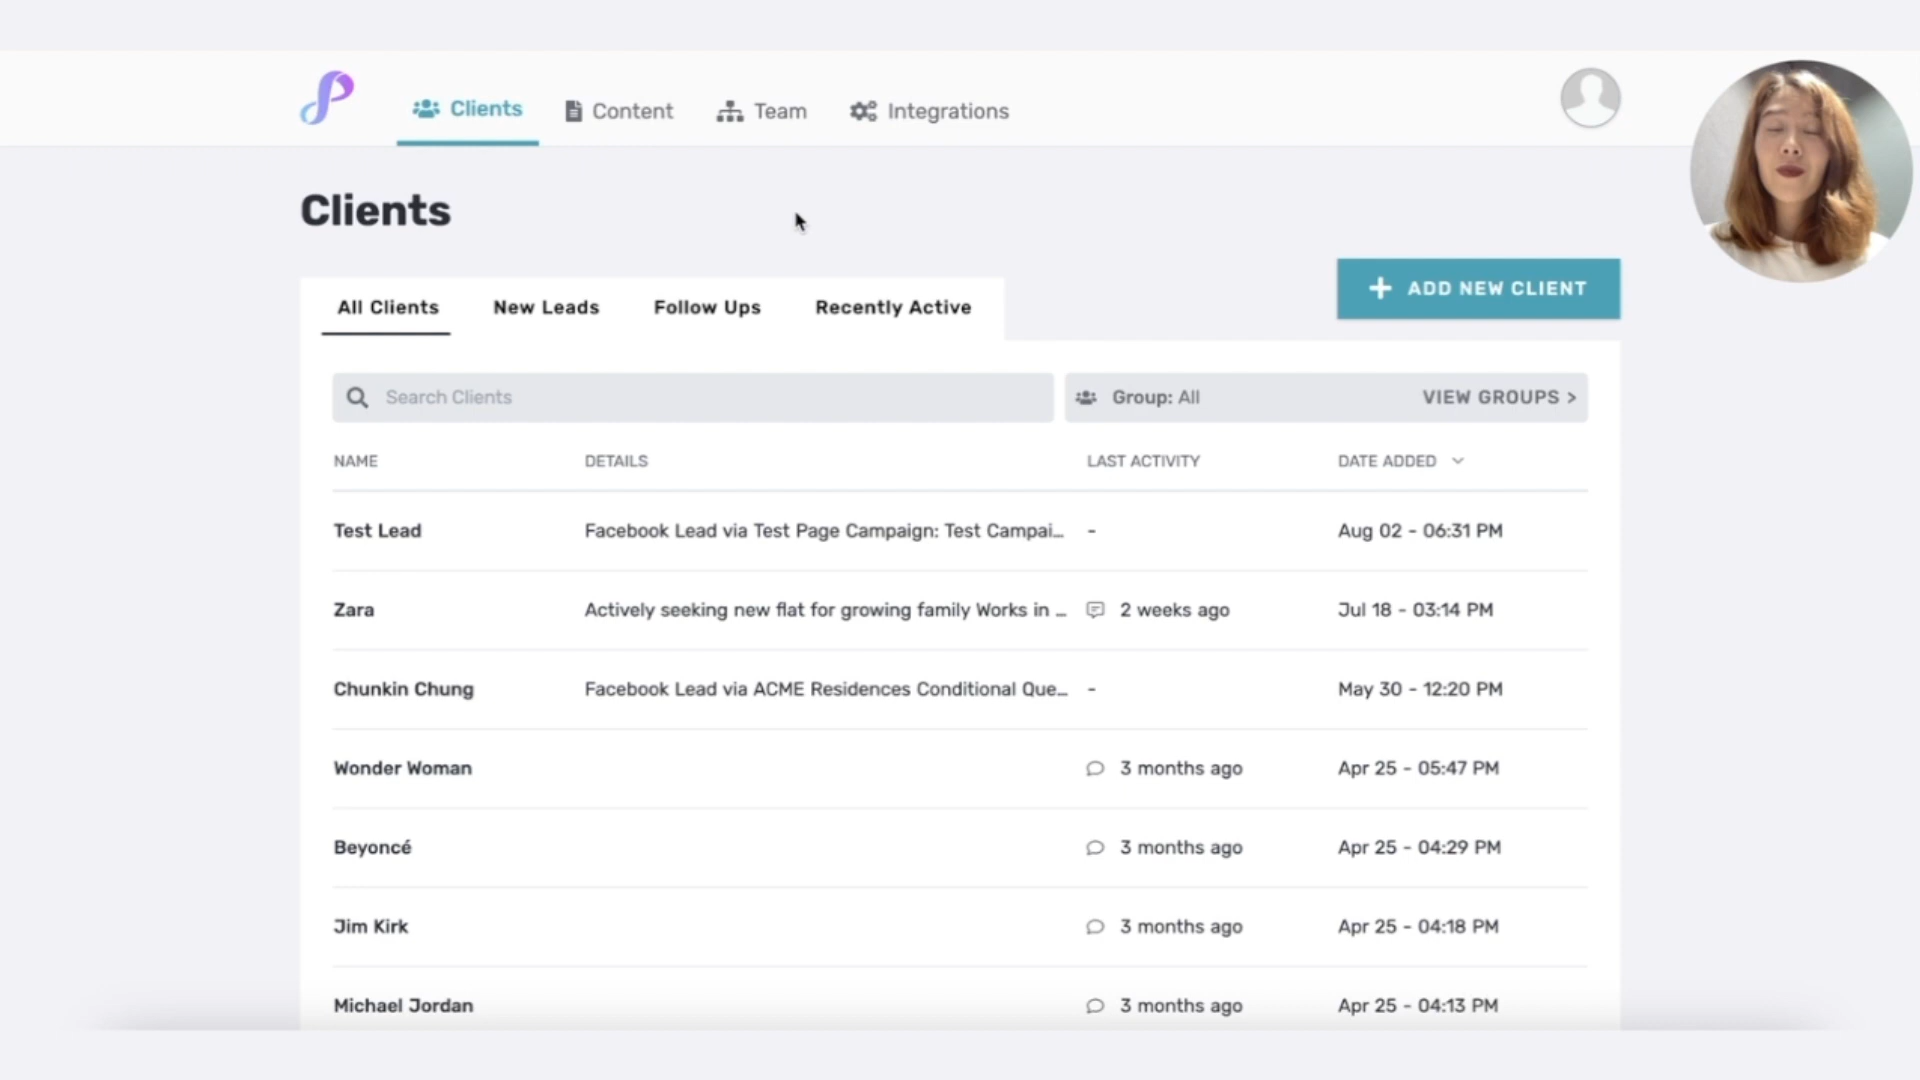 Clients Content Team Integrations
Clients
+ ADD NEW CLIENT
All Clients New Leads Follow Ups Recently Active
Search Clients Group: All VIEW GROUPS >
NAME DETAILS LAST ACTIVITY DATE ADDED
Test Lead Facebook Lead via Test Page Campaign: Test Campai... - Aug 02 - 06:31 PM
Zara Actively seeking new flat for growing family Works in ... 2 weeks ago Jul 18 - 03:14 PM
Chunkin Chung Facebook Lead via ACME Residences Conditional Que... - May 30 - 12:20 PM
Wonder Woman 3 months ago Apr 25 - 05:47 PM
Beyoncé 3 months ago Apr 25 - 04:29 PM
Jim Kirk 3 months ago Apr 25 - 04:18 PM
Michael Jordan 3 months ago Apr 25 - 04:13 PM